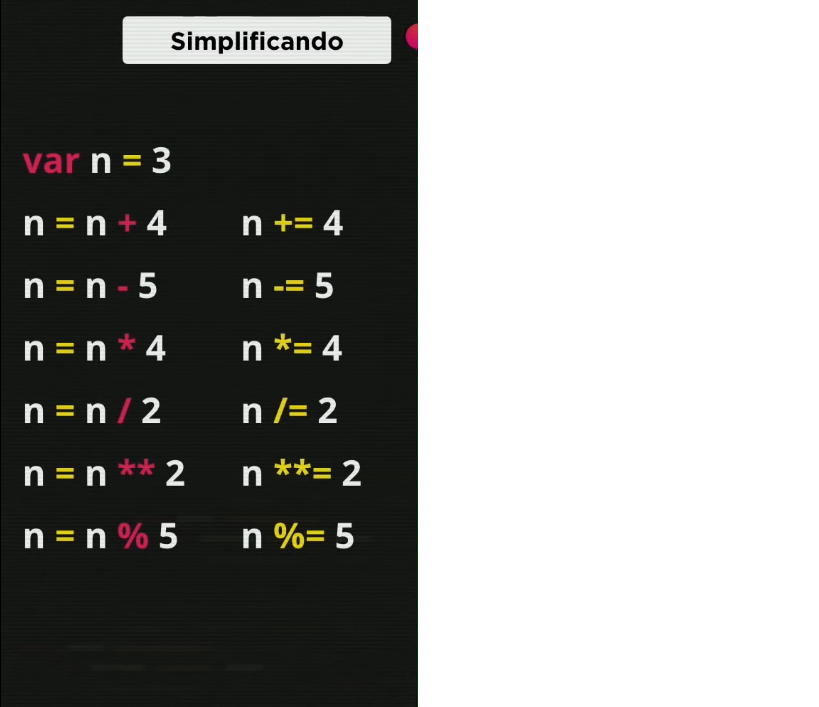 Simplificando
var n = 3
n = n + 4 n += 4
n = n - 5 n -= 5
n = n * 4 n *= 4
n = n / 2 n /= 2
n = n ** 2 n **= 2
n = n % 5 n %= 5